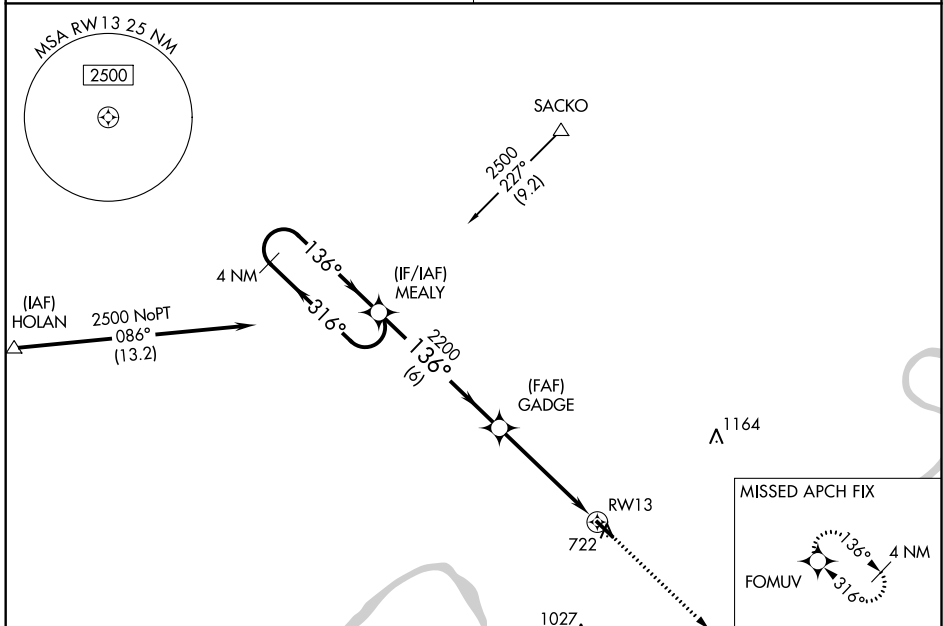 MSA RW13 25 NM
2500
SACKO
2500
227°
(9.2)
136°
4 NM
316°
(IF/IAF)
MEALY
(IAF)
HOLAN
2500 NoPT
086°
(13.2)
2200
136°
(6)
(FAF)
GADGE
1164
RW13
722
1027
MISSED APCH FIX
136°
4 NM
FOMUV
316°